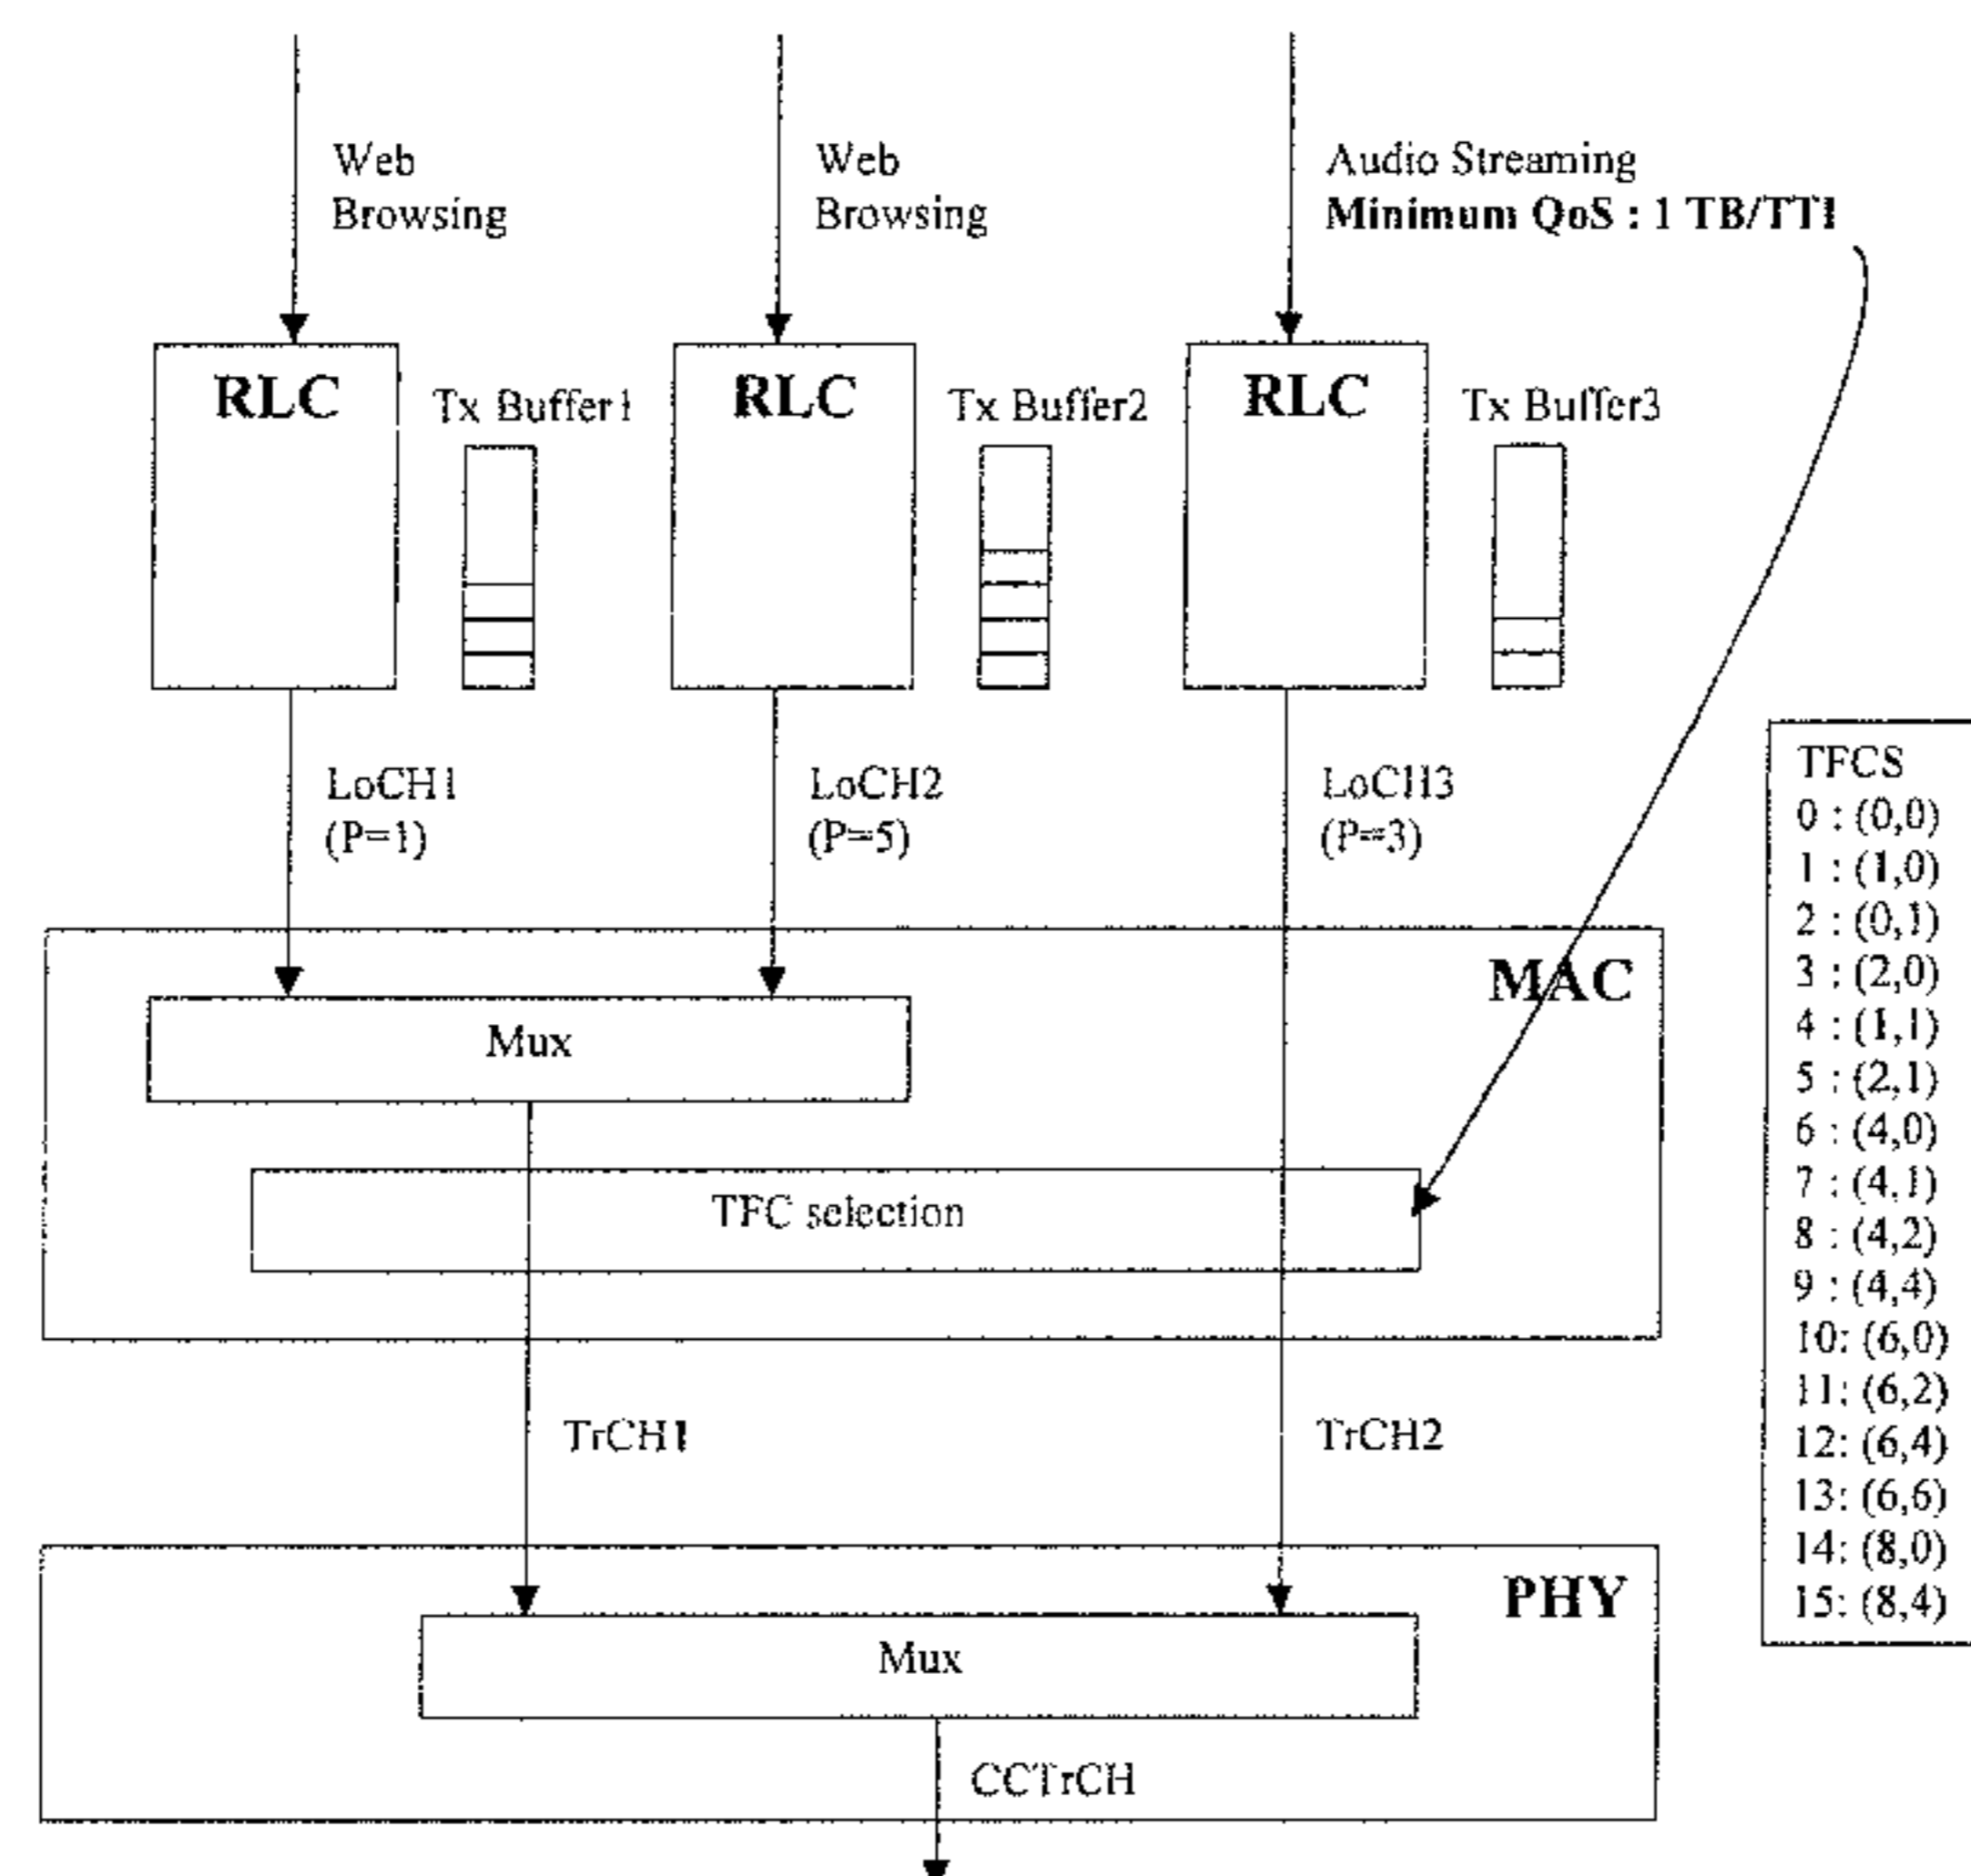 Web
Browsing
Web
Browsing
Audio Streaming
Minimum QoS : 1 TB/TTI
RLC
Tx Buffer1
RLC
Tx Buffer2
RLC
Tx Buffer3
LoCH1
(P=1)
LoCH2
(P=5)
LoCH3
(P=3)
TFCS
0 : (0,0)
1 : (1,0)
2 : (0,1)
3 : (2,0)
4 : (1,1)
5 : (2,1)
6 : (4,0)
7 : (4,1)
8 : (4,2)
9 : (4,4)
10: (6,0)
11: (6,2)
12: (6,4)
13: (6,6)
14: (8,0)
15: (8,4)
MAC
Mux
TFC selection
TrCH1
TrCH2
PHY
Mux
CCTrCH